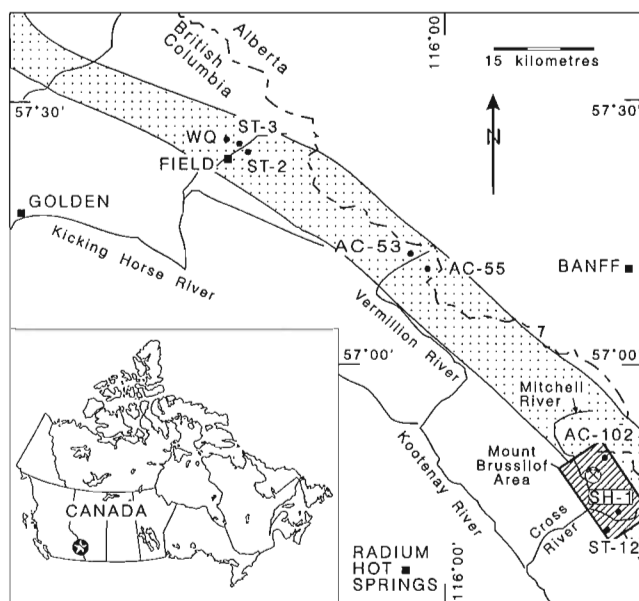 116°00'
Alberta
British
Columbia
15 kilometres
57°30'
57°30'
N
WQ
ST-3
FIELD
ST-2
GOLDEN
Kicking Horse River
AC-53
AC-55
BANFF
Vermillion
River
7
57°00'
57°00'
Mitchell
River
AC-102
Mount
Brussilof
Area
SH-1
Kootenay River
Cross
River
ST-12
CANADA
RADIUM
HOT
SPRINGS
116°00'